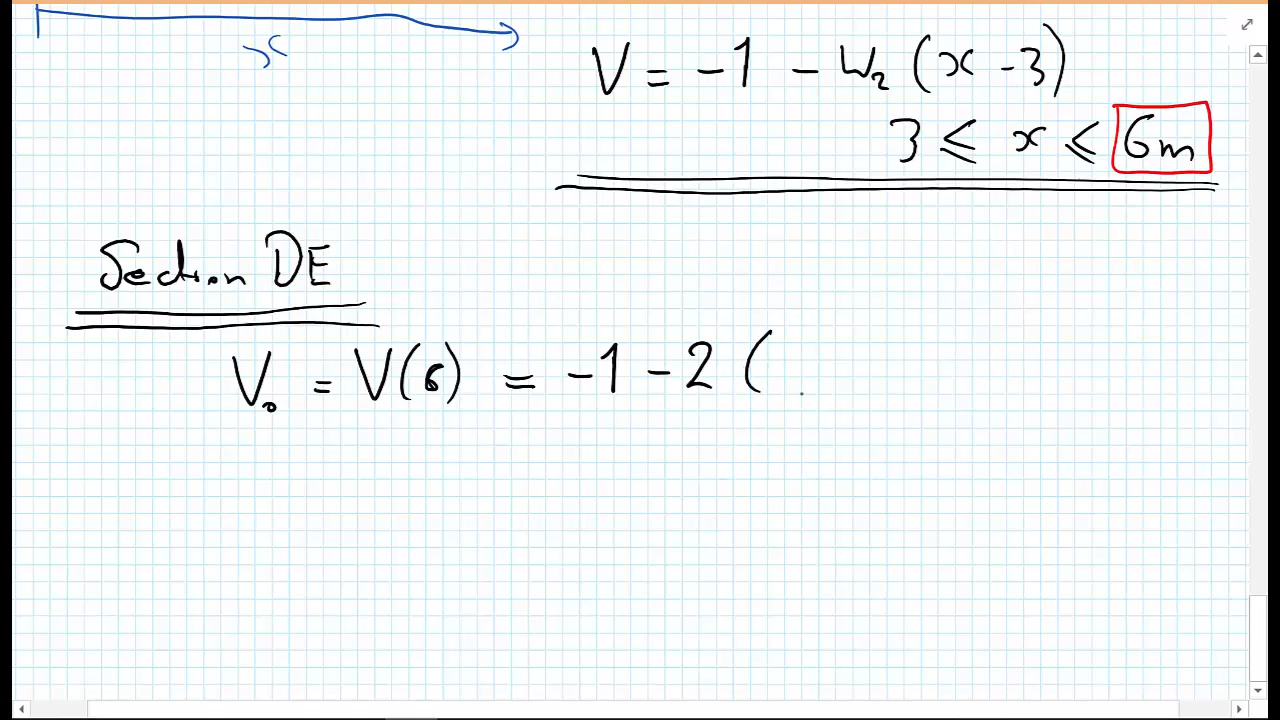 x
V = -1 - W₂ (x - 3)
3 ⩽ x ⩽ 6m
Section DE
V₀ = V(6) = -1 - 2 (